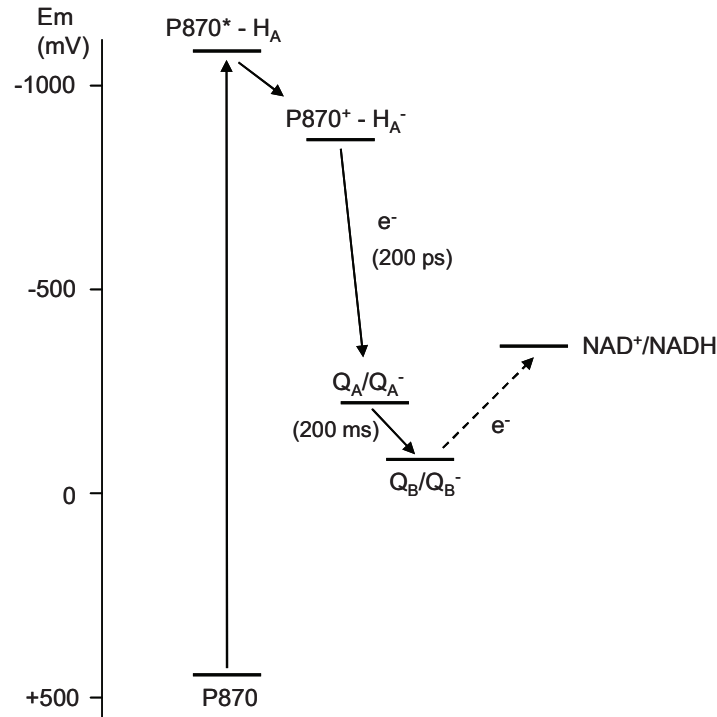 Em
(mV)
P870* - H_A
-1000
P870⁺ - H_A⁻
e⁻
(200 ps)
-500
NAD⁺/NADH
Q_A/Q_A⁻
(200 ms)
e⁻
Q_B/Q_B⁻
0
P870
+500